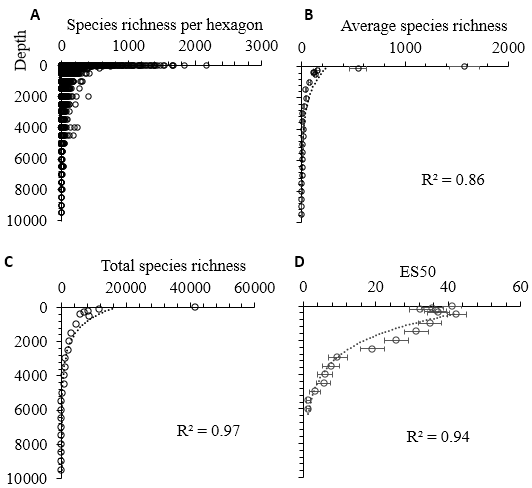 A
Species richness per hexagon
Depth
0 1000 2000 3000
0
2000
4000
6000
8000
10000
B
Average species richness
0 1000 2000
R² = 0.86
C
Total species richness
0 20000 40000 60000
0
2000
4000
6000
8000
10000
R² = 0.97
D
ES50
0 20 40 60
R² = 0.94